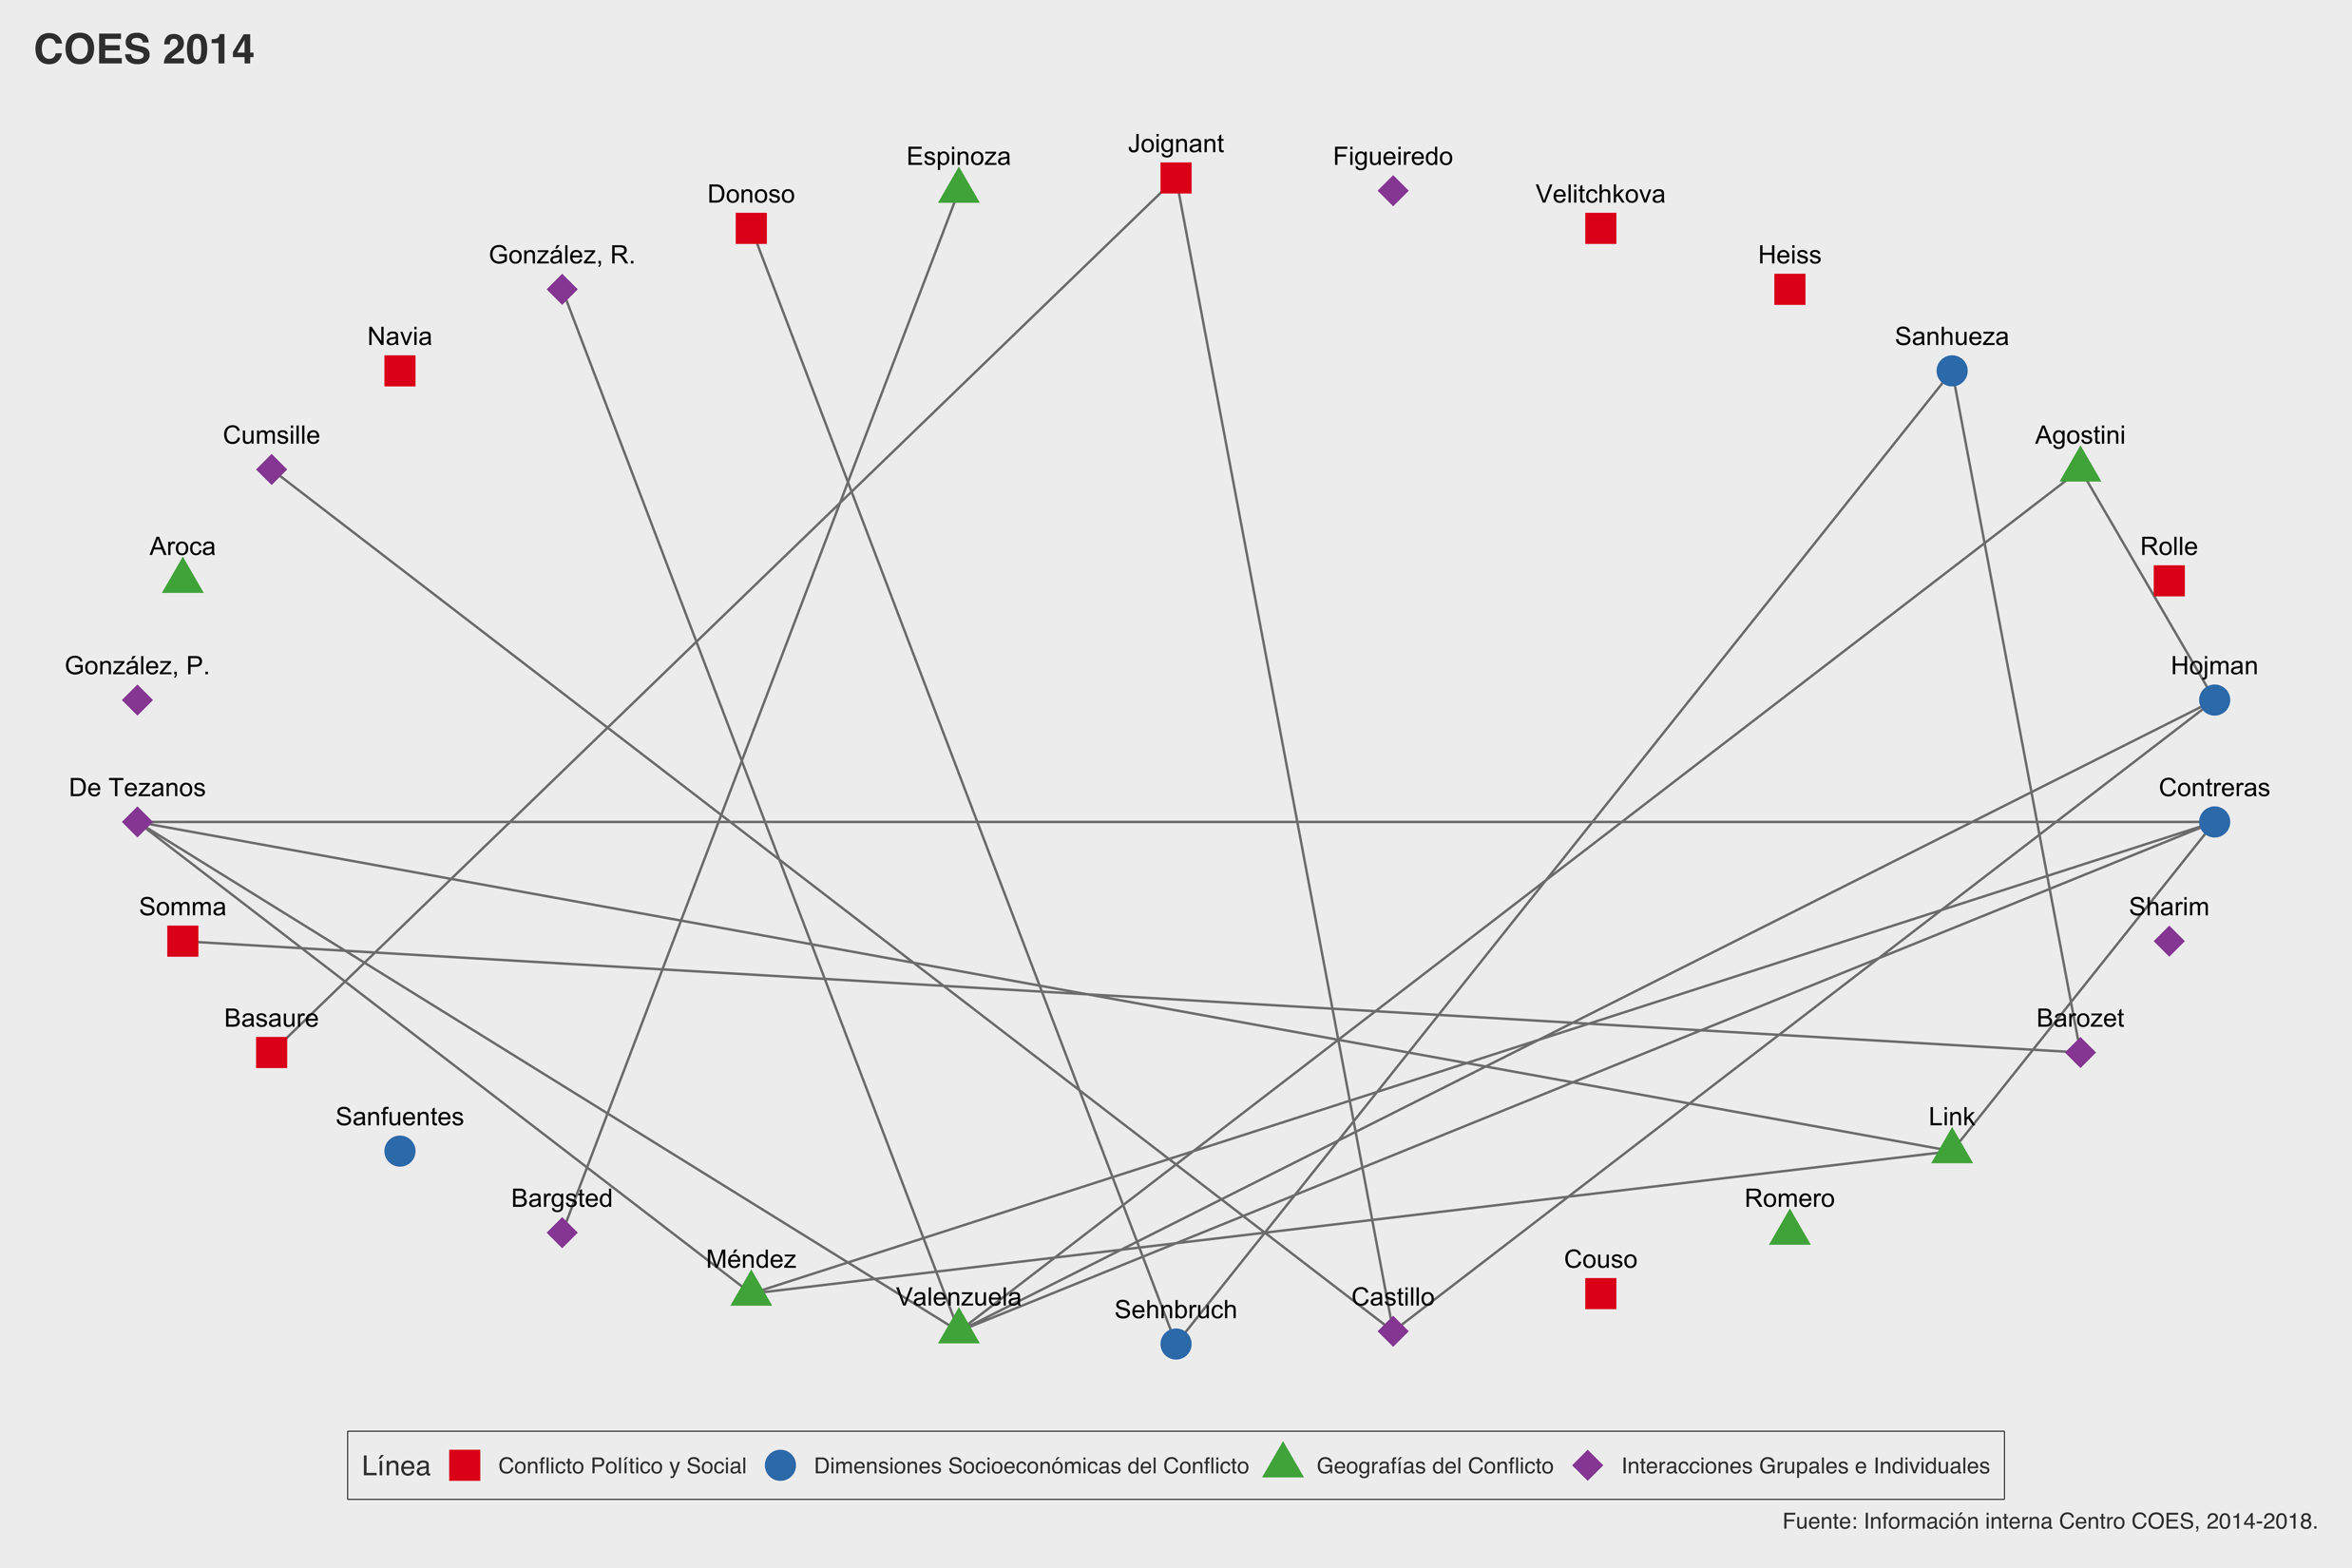 COES 2014
Joignant
Espinoza
Figueiredo
Donoso
Velitchkova
González, R.
Heiss
Navia
Sanhueza
Cumsille
Agostini
Aroca
Rolle
González, P.
Hojman
De Tezanos
Contreras
Somma
Sharim
Basaure
Barozet
Sanfuentes
Link
Bargsted
Romero
Méndez
Couso
Valenzuela
Castillo
Sehnbruch
Línea Conflicto Político y Social Dimensiones Socioeconómicas del Conflicto Geografías del Conflicto Interacciones Grupales e Individuales
Fuente: Información interna Centro COES, 2014-2018.